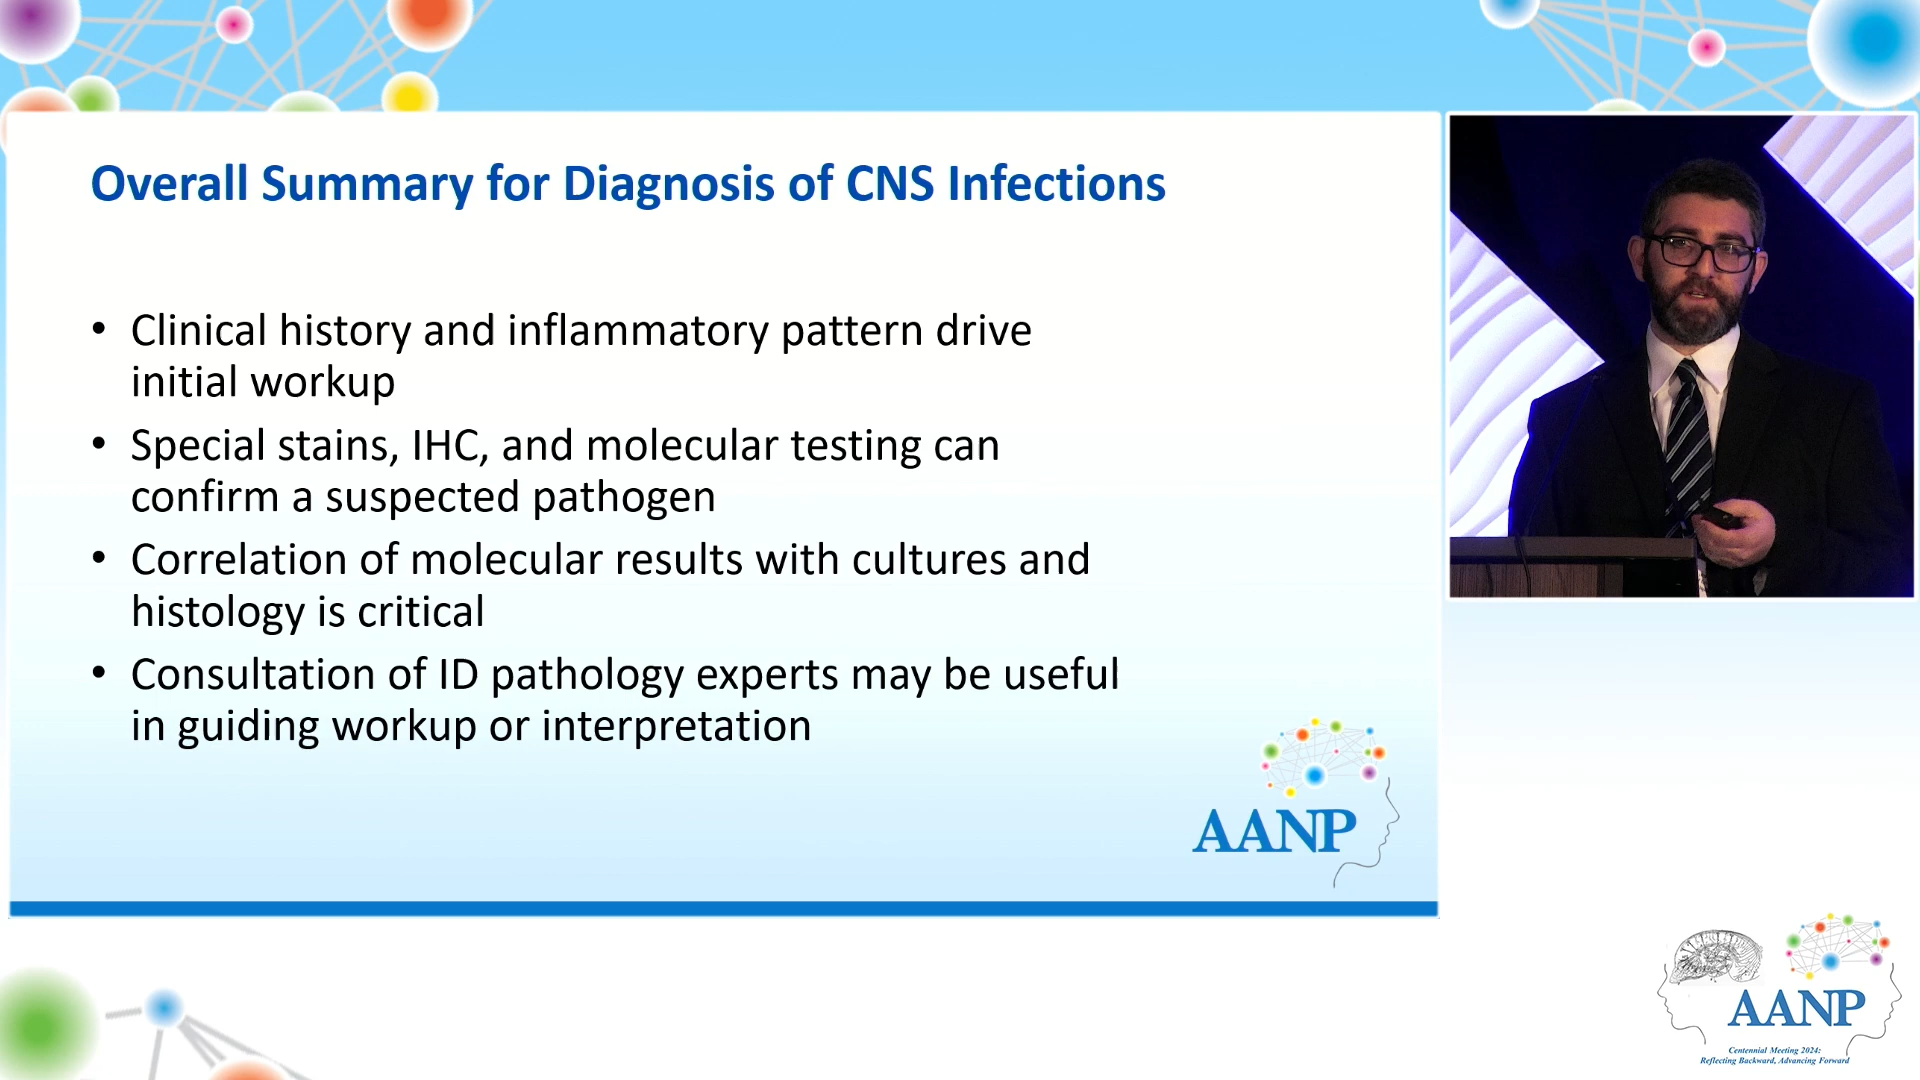 Overall Summary for Diagnosis of CNS Infections
• Clinical history and inflammatory pattern drive
initial workup
• Special stains, IHC, and molecular testing can
confirm a suspected pathogen
• Correlation of molecular results with cultures and
histology is critical
• Consultation of ID pathology experts may be useful
in guiding workup or interpretation
AANP
AANP
Centennial Meeting 2024:
Reflecting Backward, Advancing Forward